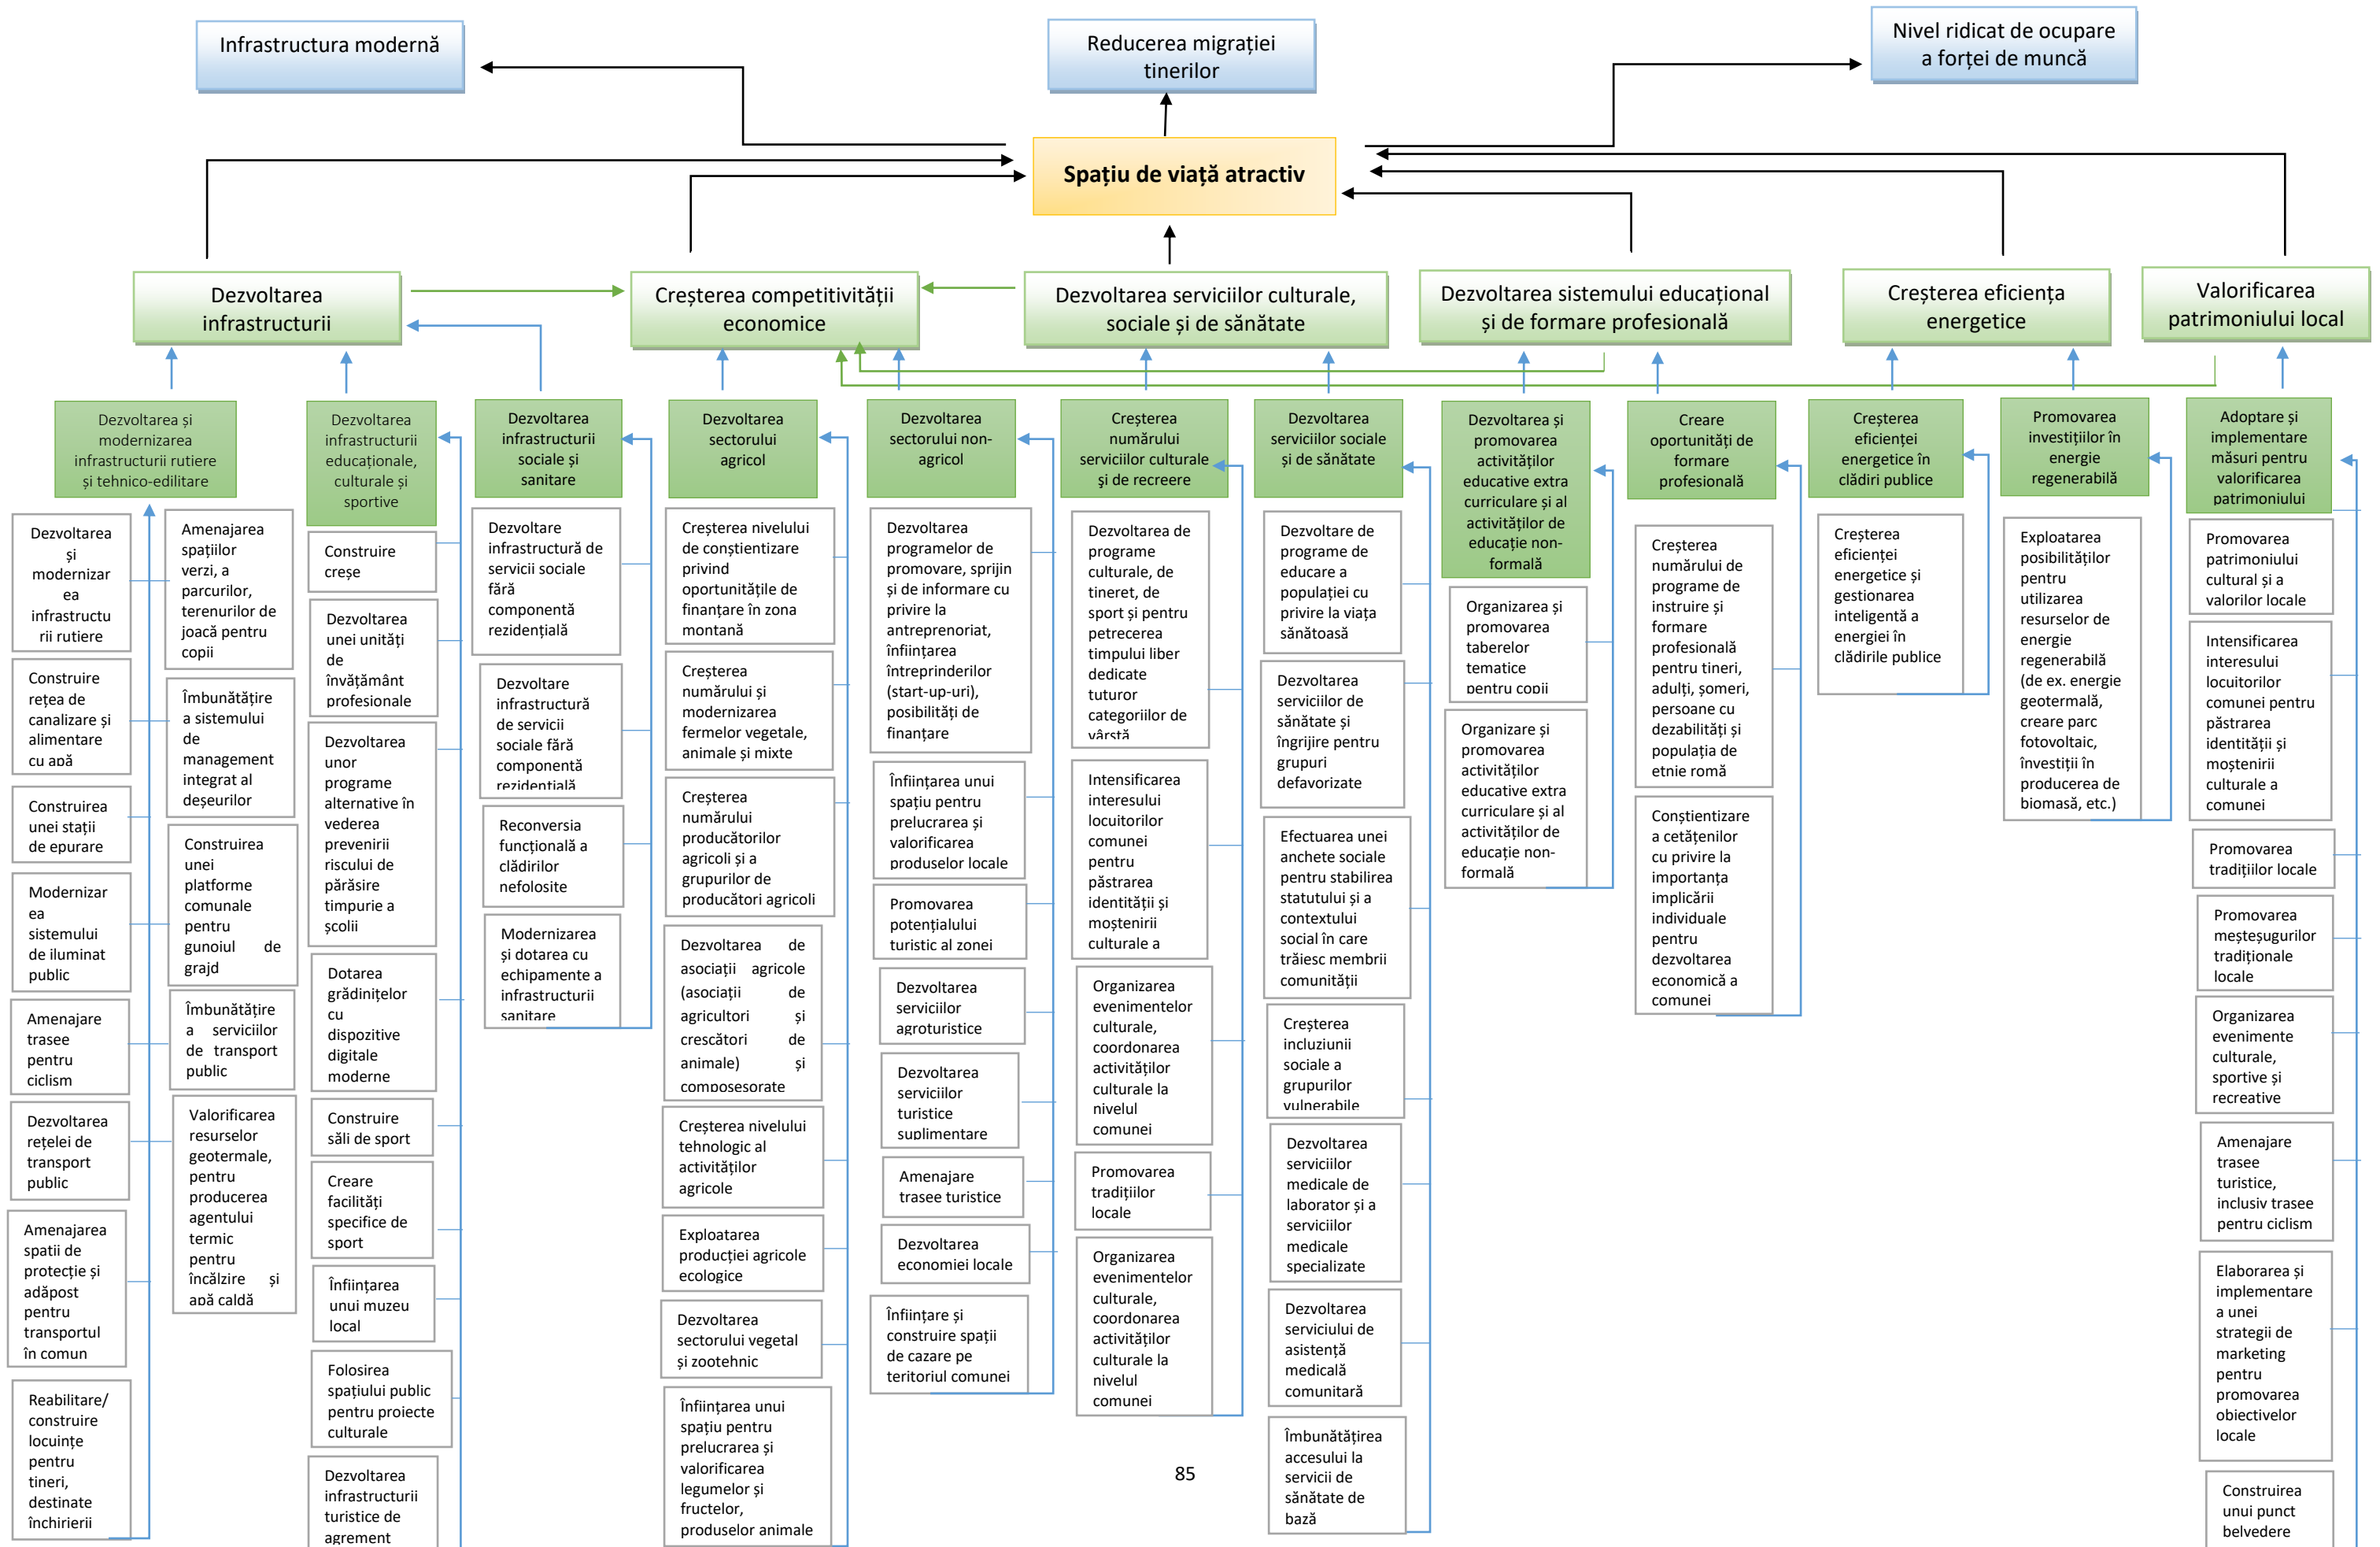 Infrastructura modernă
Reducerea migrației
tinerilor
Nivel ridicat de ocupare
a forței de muncă
Spațiu de viață atractiv
Dezvoltarea
infrastructurii
Creșterea competitivității
economice
Dezvoltarea serviciilor culturale,
sociale și de sănătate
Dezvoltarea sistemului educațional
și de formare profesională
Creșterea eficiența
energetice
Valorificarea
patrimoniului local
Dezvoltarea și
modernizarea
infrastructurii rutiere
și tehnico-edilitare
Dezvoltarea
infrastructurii
educaționale,
culturale și
sportive
Dezvoltarea
infrastructurii
sociale și
sanitare
Dezvoltarea
sectorului
agricol
Dezvoltarea
sectorului non-
agricol
Creșterea
numărului
serviciilor culturale
şi de recreere
Dezvoltarea
serviciilor sociale
și de sănătate
Dezvoltarea și
promovarea
activităților
educative extra
curriculare și al
activităților de
educație non-
formală
Creare
oportunități de
formare
profesională
Creșterea
eficienței
energetice în
clădiri publice
Promovarea
investițiilor în
energie
regenerabilă
Adoptare și
implementare
măsuri pentru
valorificarea
patrimoniului
Dezvoltarea
și
modernizar
ea
infrastructu
rii rutiere
Construire
rețea de
canalizare și
alimentare
cu apă
Construirea
unei stații
de epurare
Modernizar
ea
sistemului
de iluminat
public
Amenajare
trasee
pentru
ciclism
Dezvoltarea
rețelei de
transport
public
Amenajarea
spatii de
protecție și
adăpost
pentru
transportul
în comun
Reabilitare/
construire
locuințe
pentru
tineri,
destinate
închirierii
Amenajarea
spațiilor
verzi, a
parcurilor,
terenurilor de
joacă pentru
copii
Îmbunătățire
a sistemului
de
management
integrat al
deșeurilor
Construirea
unei
platforme
comunale
pentru
gunoiul de
grajd
Îmbunătățire
a serviciilor
de transport
public
Valorificarea
resurselor
geotermale,
pentru
producerea
agentului
termic
pentru
încălzire și
apă caldă
Construire
creșe
Dezvoltarea
unei unități
de
învățământ
profesionale
Dezvoltarea
unor
programe
alternative în
vederea
prevenirii
riscului de
părăsire
timpurie a
școlii
Dotarea
grădinițelor
cu
dispozitive
digitale
moderne
Construire
săli de sport
Creare
facilități
specifice de
sport
Înființarea
unui muzeu
local
Folosirea
spațiului public
pentru proiecte
culturale
Dezvoltarea
infrastructurii
turistice de
agrement
Dezvoltare
infrastructură de
servicii sociale
fără
componentă
rezidențială
Dezvoltare
infrastructură
de servicii
sociale fără
componentă
rezidențială
Reconversia
funcțională a
clădirilor
nefolosite
Modernizarea
și dotarea cu
echipamente a
infrastructurii
sanitare
Creșterea nivelului
de conștientizare
privind
oportunitățile de
finanțare în zona
montană
Creșterea
numărului și
modernizarea
fermelor vegetale,
animale și mixte
Creșterea
numărului
producătorilor
agricoli și a
grupurilor de
producători agricoli
Dezvoltarea de
asociații agricole
(asociații de
agricultori și
crescători de
animale) și
composesorate
Creșterea nivelului
tehnologic al
activităților
agricole
Exploatarea
producției agricole
ecologice
Dezvoltarea
sectorului vegetal
și zootehnic
Înființarea unui
spațiu pentru
prelucrarea și
valorificarea
legumelor și
fructelor,
produselor animale
Dezvoltarea
programelor de
promovare, sprijin
și de informare cu
privire la
antreprenoriat,
înființarea
întreprinderilor
(start-up-uri),
posibilități de
finanțare
Înființarea unui
spațiu pentru
prelucrarea și
valorificarea
produselor locale
Promovarea
potențialului
turistic al zonei
Dezvoltarea
serviciilor
agroturistice
Dezvoltarea
serviciilor
turistice
suplimentare
Amenajare
trasee turistice
Dezvoltarea
economiei locale
Înființare și
construire spații
de cazare pe
teritoriul comunei
Dezvoltarea de
programe
culturale, de
tineret, de
sport și pentru
petrecerea
timpului liber
dedicate
tuturor
categoriilor de
vârstă
Intensificarea
interesului
locuitorilor
comunei
pentru
păstrarea
identității și
moștenirii
culturale a
Organizarea
evenimentelor
culturale,
coordonarea
activităților
culturale la
nivelul
comunei
Promovarea
tradițiilor
locale
Organizarea
evenimentelor
culturale,
coordonarea
activităților
culturale la
nivelul
comunei
Dezvoltare de
programe de
educare a
populației cu
privire la viața
sănătoasă
Dezvoltarea
serviciilor de
sănătate și
îngrijire pentru
grupuri
defavorizate
Efectuarea unei
anchete sociale
pentru stabilirea
statutului și a
contextului
social în care
trăiesc membrii
comunității
Creșterea
incluziunii
sociale a
grupurilor
vulnerabile
Dezvoltarea
serviciilor
medicale de
laborator și a
serviciilor
medicale
specializate
Dezvoltarea
serviciului de
asistență
medicală
comunitară
Îmbunătățirea
accesului la
servicii de
sănătate de
bază
Organizarea și
promovarea
taberelor
tematice
pentru copii
Organizare și
promovarea
activităților
educative extra
curriculare și al
activităților de
educație non-
formală
Creșterea
numărului de
programe de
instruire și
formare
profesională
pentru tineri,
adulți, șomeri,
persoane cu
dezabilități și
populația de
etnie romă
Conștientizare
a cetățenilor
cu privire la
importanța
implicării
individuale
pentru
dezvoltarea
economică a
comunei
Creșterea
eficienței
energetice și
gestionarea
inteligentă a
energiei în
clădirile publice
Exploatarea
posibilităților
pentru
utilizarea
resurselor de
energie
regenerabilă
(de ex. energie
geotermală,
creare parc
fotovoltaic,
învestiții în
producerea de
biomasă, etc.)
Promovarea
patrimoniului
cultural și a
valorilor locale
Intensificarea
interesului
locuitorilor
comunei pentru
păstrarea
identității și
moștenirii
culturale a
comunei
Promovarea
tradițiilor locale
Promovarea
meșteșugurilor
tradiționale
locale
Organizarea
evenimente
culturale,
sportive și
recreative
Amenajare
trasee
turistice,
inclusiv trasee
pentru ciclism
Elaborarea și
implementare
a unei
strategii de
marketing
pentru
promovarea
obiectivelor
locale
Construirea
unui punct
belvedere
85